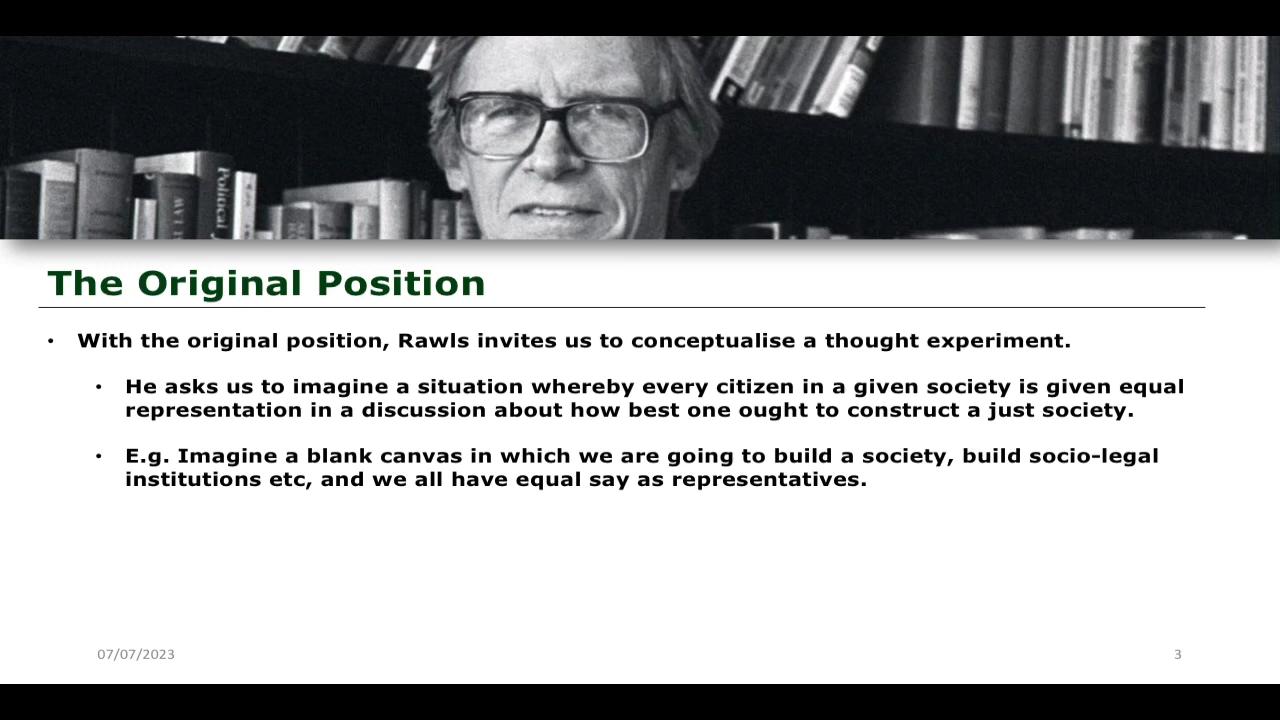 Political
LAW
The Original Position
• With the original position, Rawls invites us to conceptualise a thought experiment.
• He asks us to imagine a situation whereby every citizen in a given society is given equal
representation in a discussion about how best one ought to construct a just society.
• E.g. Imagine a blank canvas in which we are going to build a society, build socio-legal
institutions etc, and we all have equal say as representatives.
07/07/2023
3